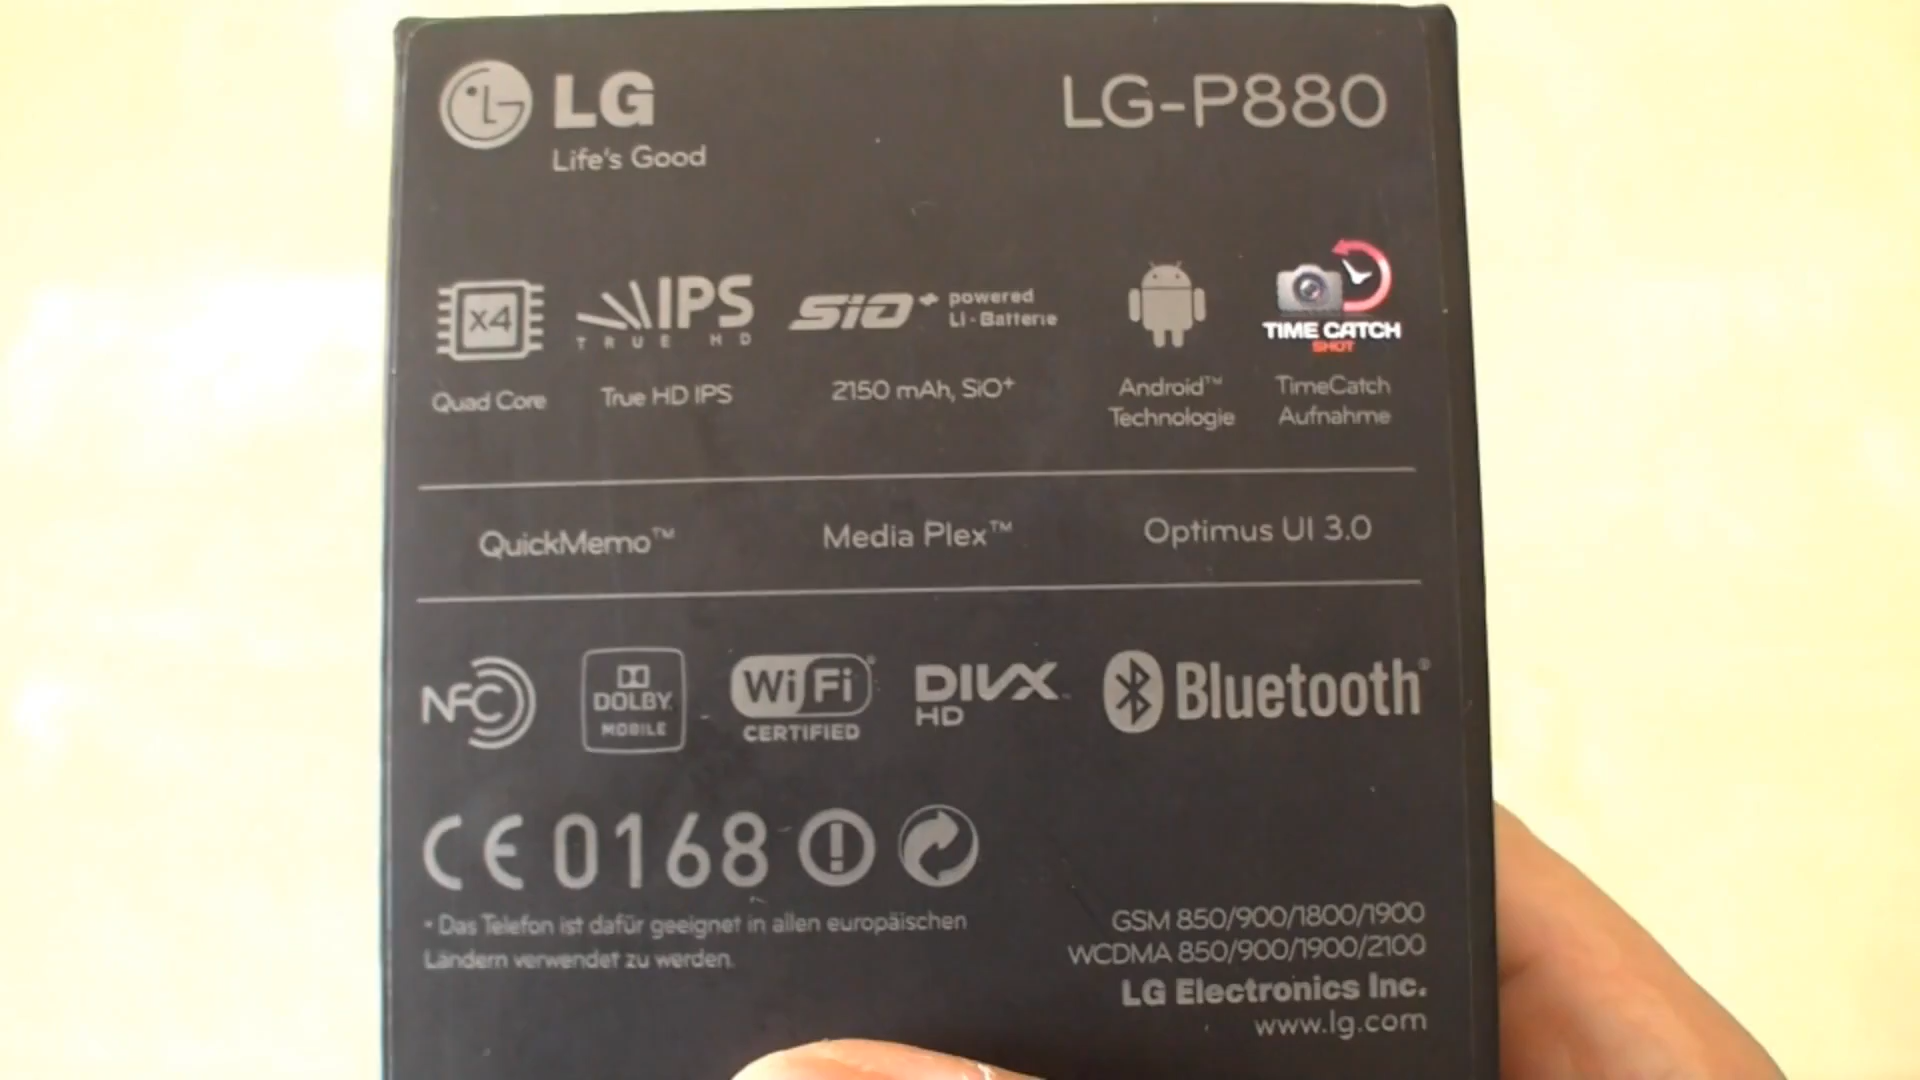 LG
Life's Good
LG-P880
x4
IPS
TRUE HD
SiO+ powered
Li-Batterie
TIME CATCH
SHOT
Quad Core
True HD IPS
2150 mAh, SiO+
Android™
Technologie
TimeCatch
Aufnahme
QuickMemo™
Media Plex™
Optimus UI 3.0
NFC
DOLBY
MOBILE
Wi Fi®
CERTIFIED
DIVX™
HD
Bluetooth®
CE 0168
• Das Telefon ist dafür geeignet in allen europäischen
Ländern verwendet zu werden.
GSM 850/900/1800/1900
WCDMA 850/900/1900/2100
LG Electronics Inc.
www.lg.com